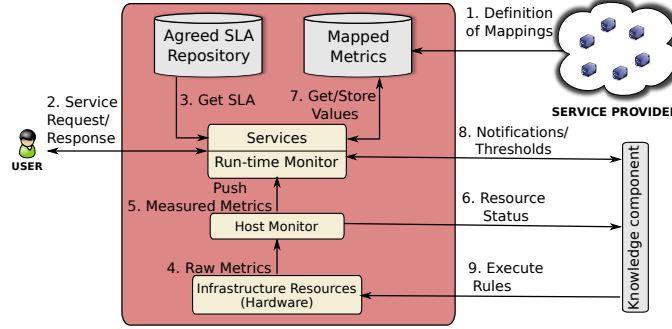 1. Definition
of Mappings
Agreed SLA
Repository
Mapped
Metrics
SERVICE PROVIDER
2. Service
Request/
Response
3. Get SLA
7. Get/Store
Values
USER
Services
Run-time Monitor
8. Notifications/
Thresholds
Push
5. Measured Metrics
6. Resource
Status
Host Monitor
4. Raw Metrics
9. Execute
Rules
Infrastructure Resources
(Hardware)
Knowledge component